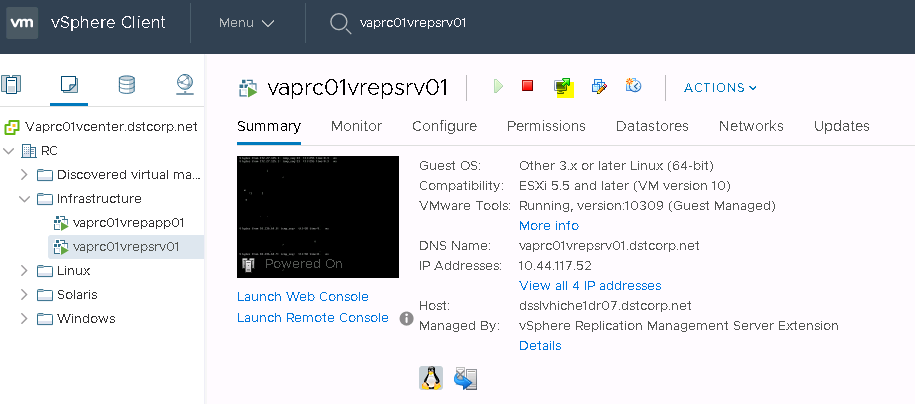 vm vSphere Client Menu vaprc01vrepsrv01
vaprc01vrepsrv01 ACTIONS
Summary Monitor Configure Permissions Datastores Networks Updates
Vaprc01vcenter.dstcorp.net
RC
Discovered virtual ma...
Infrastructure
vaprc01vrepapp01
vaprc01vrepsrv01
Linux
Solaris
Windows
Powered On
Launch Web Console
Launch Remote Console
Guest OS: Other 3.x or later Linux (64-bit)
Compatibility: ESXi 5.5 and later (VM version 10)
VMware Tools: Running, version:10309 (Guest Managed)
More info
DNS Name: vaprc01vrepsrv01.dstcorp.net
IP Addresses: 10.44.117.52
View all 4 IP addresses
Host: dsslvhiche1dr07.dstcorp.net
Managed By: vSphere Replication Management Server Extension
Details